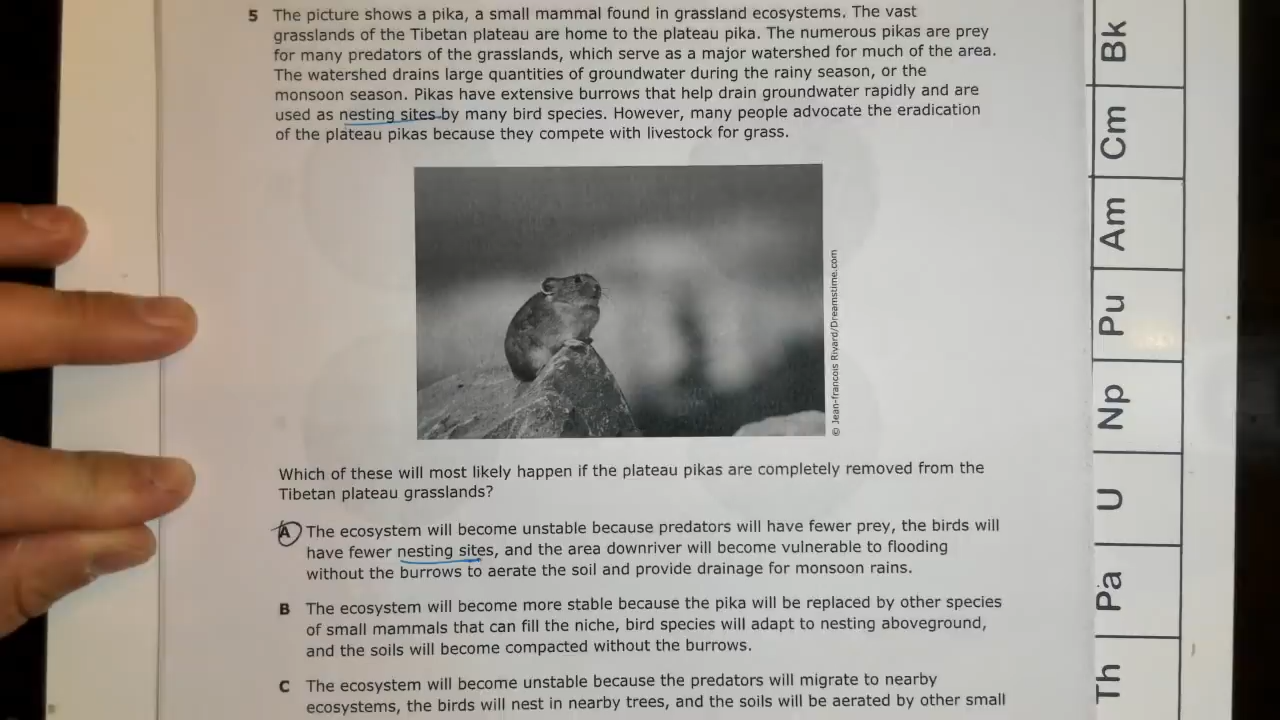 5 The picture shows a pika, a small mammal found in grassland ecosystems. The vast
grasslands of the Tibetan plateau are home to the plateau pika. The numerous pikas are prey
for many predators of the grasslands, which serve as a major watershed for much of the area.
The watershed drains large quantities of groundwater during the rainy season, or the
monsoon season. Pikas have extensive burrows that help drain groundwater rapidly and are
used as nesting sites by many bird species. However, many people advocate the eradication
of the plateau pikas because they compete with livestock for grass.
© Jean-francois Rivard/Dreamstime.com
Which of these will most likely happen if the plateau pikas are completely removed from the
Tibetan plateau grasslands?
A The ecosystem will become unstable because predators will have fewer prey, the birds will
have fewer nesting sites, and the area downriver will become vulnerable to flooding
without the burrows to aerate the soil and provide drainage for monsoon rains.
B The ecosystem will become more stable because the pika will be replaced by other species
of small mammals that can fill the niche, bird species will adapt to nesting aboveground,
and the soils will become compacted without the burrows.
C The ecosystem will become unstable because the predators will migrate to nearby
ecosystems, the birds will nest in nearby trees, and the soils will be aerated by other small
Bk
Cm
Am
Pu
Np
U
Pa
Th